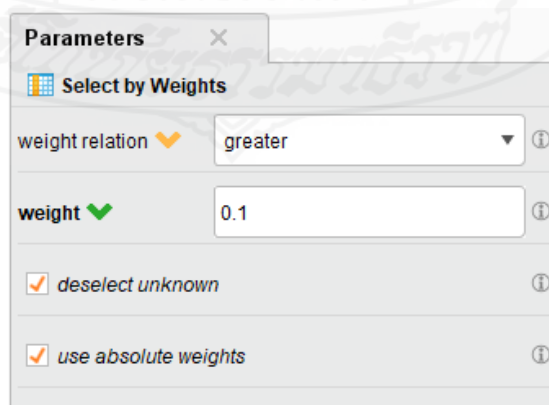 Parameters
Select by Weights
weight relation
greater
weight
0.1
deselect unknown
use absolute weights